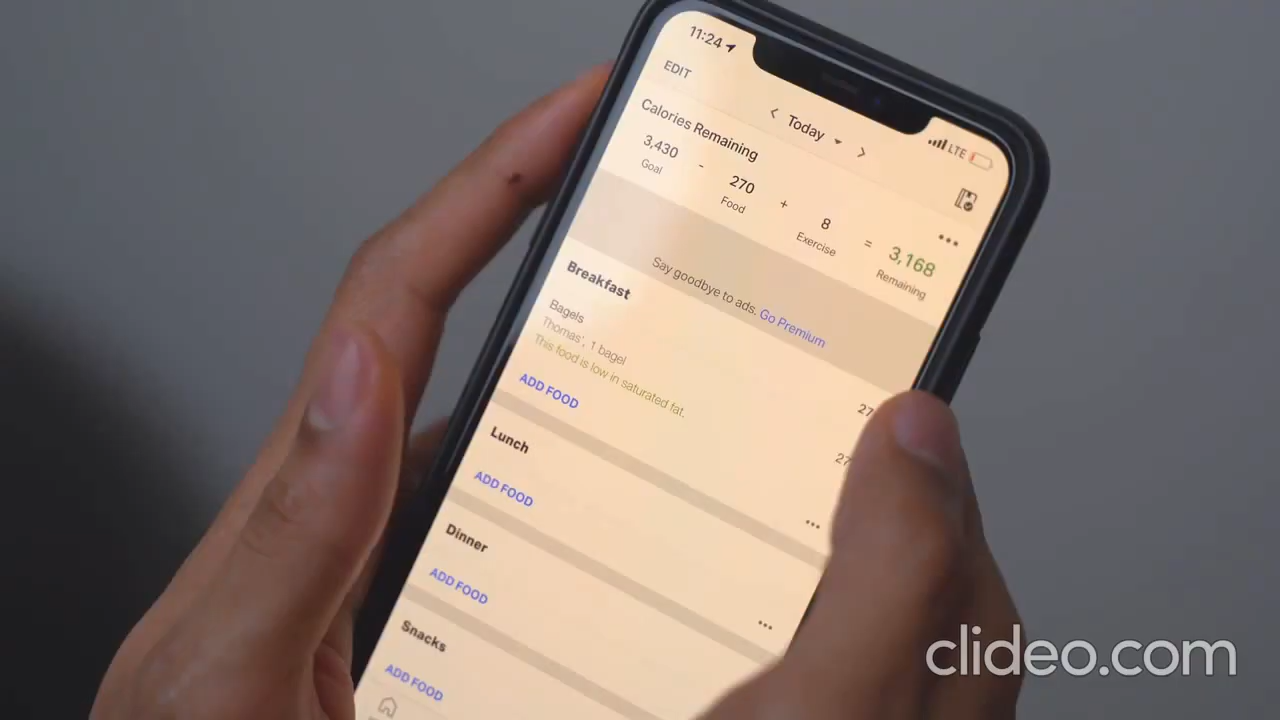 11:24
LTE
EDIT
Today
Calories Remaining
3,430 - 270 + 8 = 3,168
Goal Food Exercise Remaining
Say goodbye to ads. Go Premium
Breakfast
Bagels
Thomas', 1 bagel
This food is low in saturated fat.
ADD FOOD
Lunch
ADD FOOD
Dinner
ADD FOOD
Snacks
ADD FOOD
clideo.com